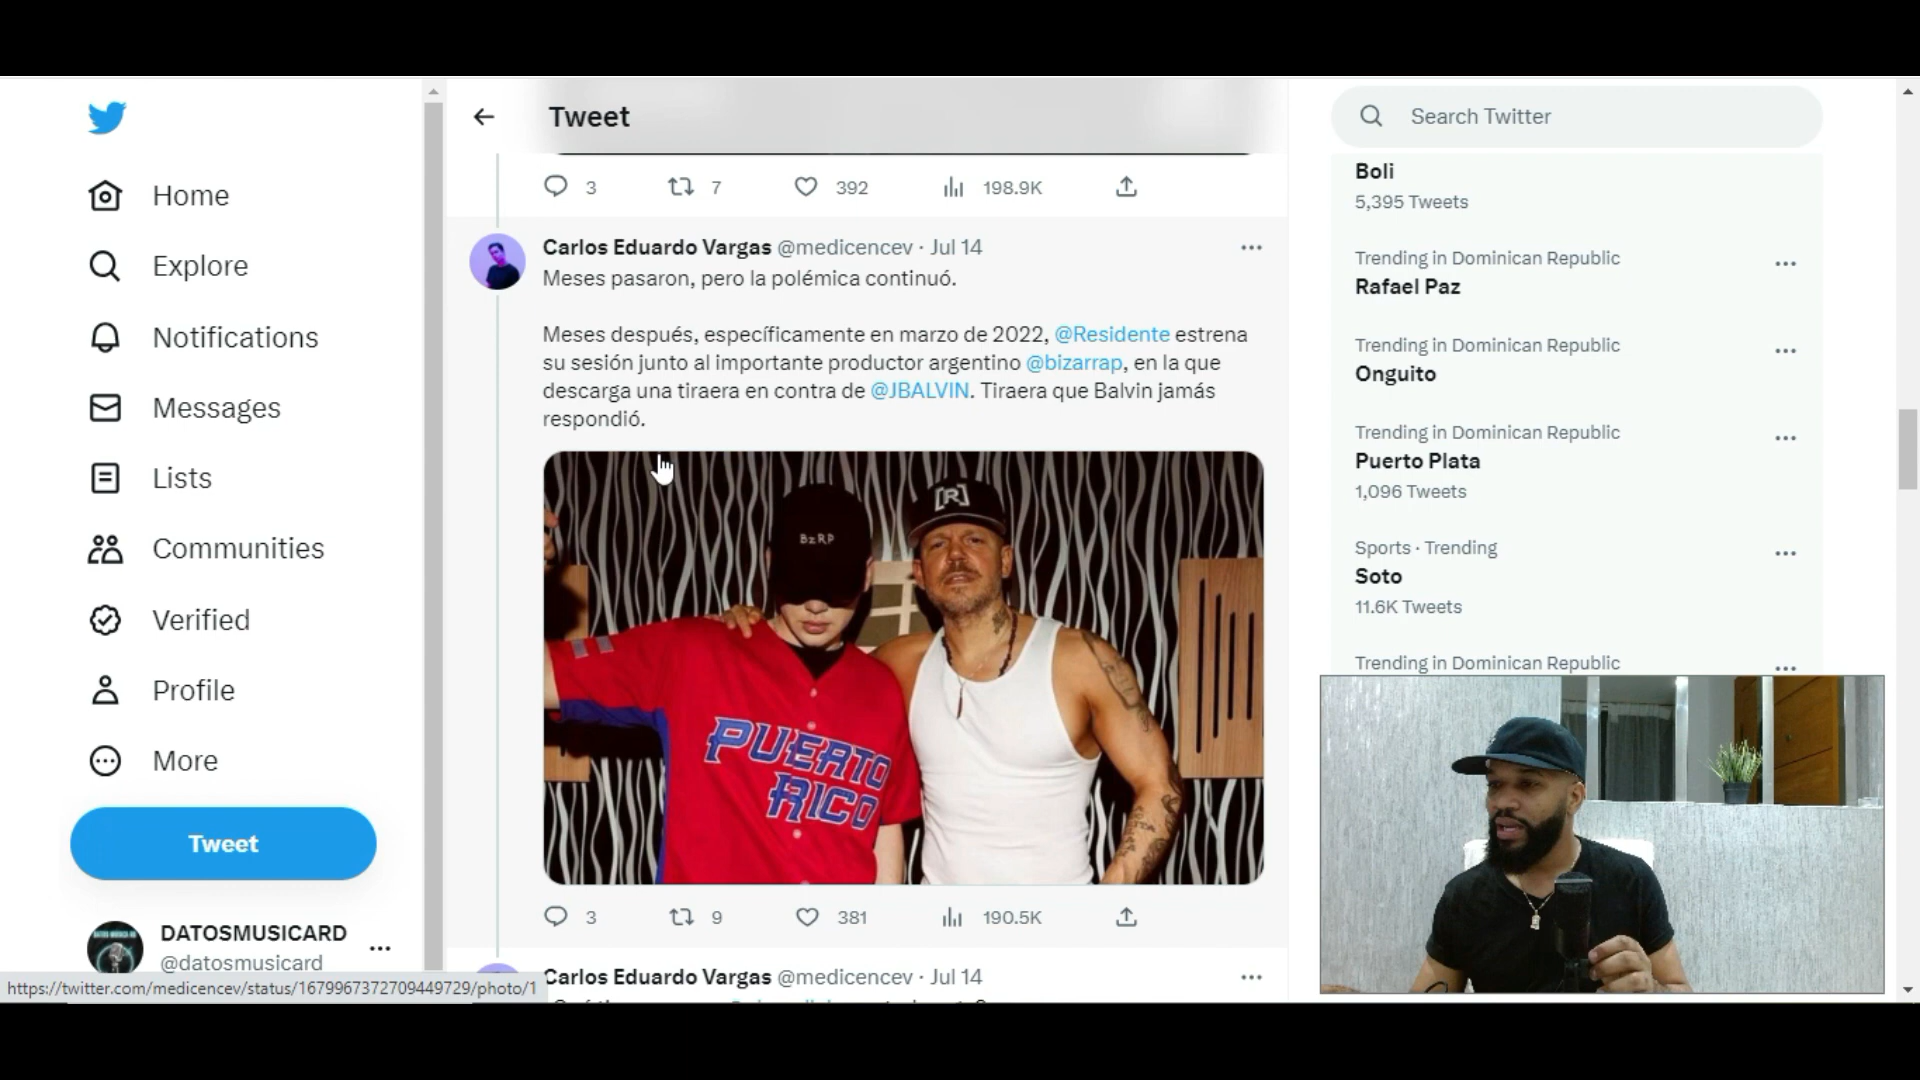 Home
Explore
Notifications
Messages
Lists
Communities
Verified
Profile
More
Tweet
DATOSMUSICARD
@datosmusicard
https://twitter.com/medicencev/status/1679967372709449729/photo/1
Tweet
3 7 392 198.9K
Carlos Eduardo Vargas @medicencev · Jul 14
Meses pasaron, pero la polémica continuó.
Meses después, específicamente en marzo de 2022, @Residente estrena
su sesión junto al importante productor argentino @bizarrap, en la que
descarga una tiraera en contra de @JBALVIN. Tiraera que Balvin jamás
respondió.
BZRP
[R]
PUERTO
RICO
3 9 381 190.5K
Carlos Eduardo Vargas @medicencev · Jul 14
Search Twitter
Boli
5,395 Tweets
Trending in Dominican Republic
Rafael Paz
Trending in Dominican Republic
Onguito
Trending in Dominican Republic
Puerto Plata
1,096 Tweets
Sports · Trending
Soto
11.6K Tweets
Trending in Dominican Republic